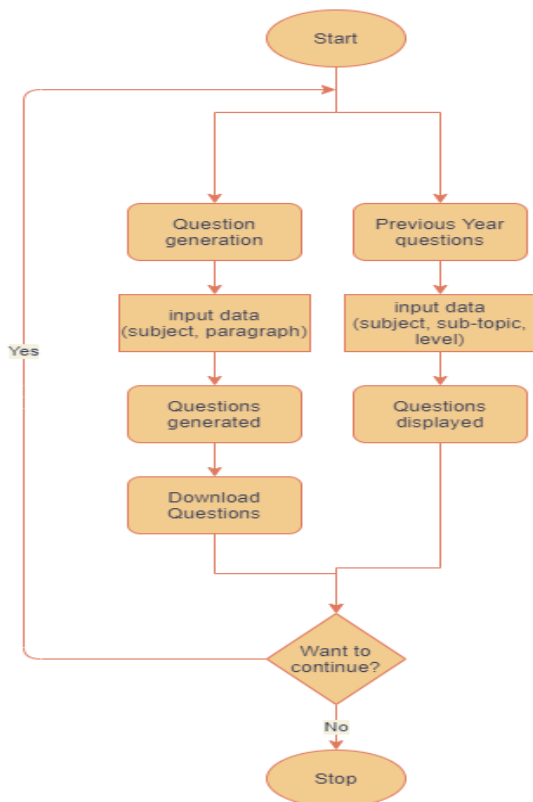 Start
Question
generation
Previous Year
questions
input data
(subject, paragraph)
input data
(subject, sub-topic,
level)
Yes
Questions
generated
Questions
displayed
Download
Questions
Want to
continue?
No
Stop